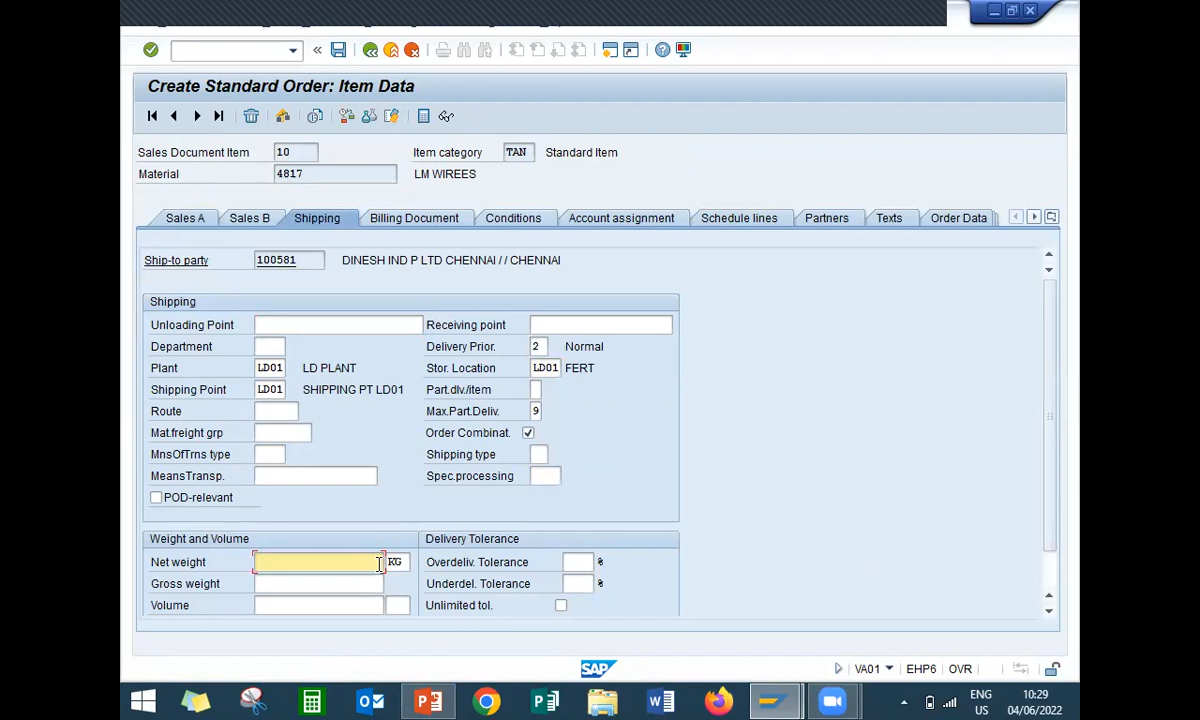 Create Standard Order: Item Data
Sales Document Item 10 Item category TAN Standard Item
Material 4817 LM WIREES
Sales A Sales B Shipping Billing Document Conditions Account assignment Schedule lines Partners Texts Order Data
Ship-to party 100581 DINESH IND P LTD CHENNAI / / CHENNAI
Shipping
Unloading Point Receiving point
Department Delivery Prior. 2 Normal
Plant LD01 LD PLANT Stor. Location LD01 FERT
Shipping Point LD01 SHIPPING PT LD01 Part.dlv./item
Route Max.Part.Deliv. 9
Mat.freight grp Order Combinat.
MnsOfTrns type Shipping type
MeansTransp. Spec.processing
POD-relevant
Weight and Volume Delivery Tolerance
Net weight KG Overdeliv. Tolerance %
Gross weight Underdel. Tolerance %
Volume Unlimited tol.
SAP VA01 EHP6 OVR
ENG 10:29
US 04/06/2022